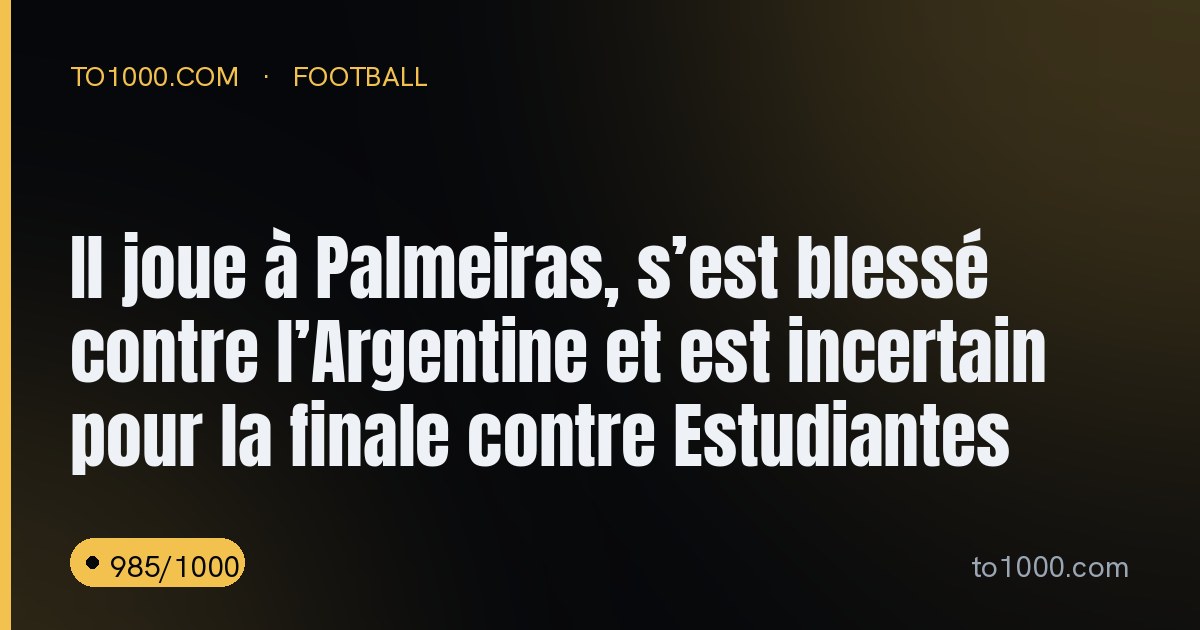 TO1000.COM · FOOTBALL
Il joue à Palmeiras, s’est blessé
contre l’Argentine et est incertain
pour la finale contre Estudiantes
985/1000
to1000.com